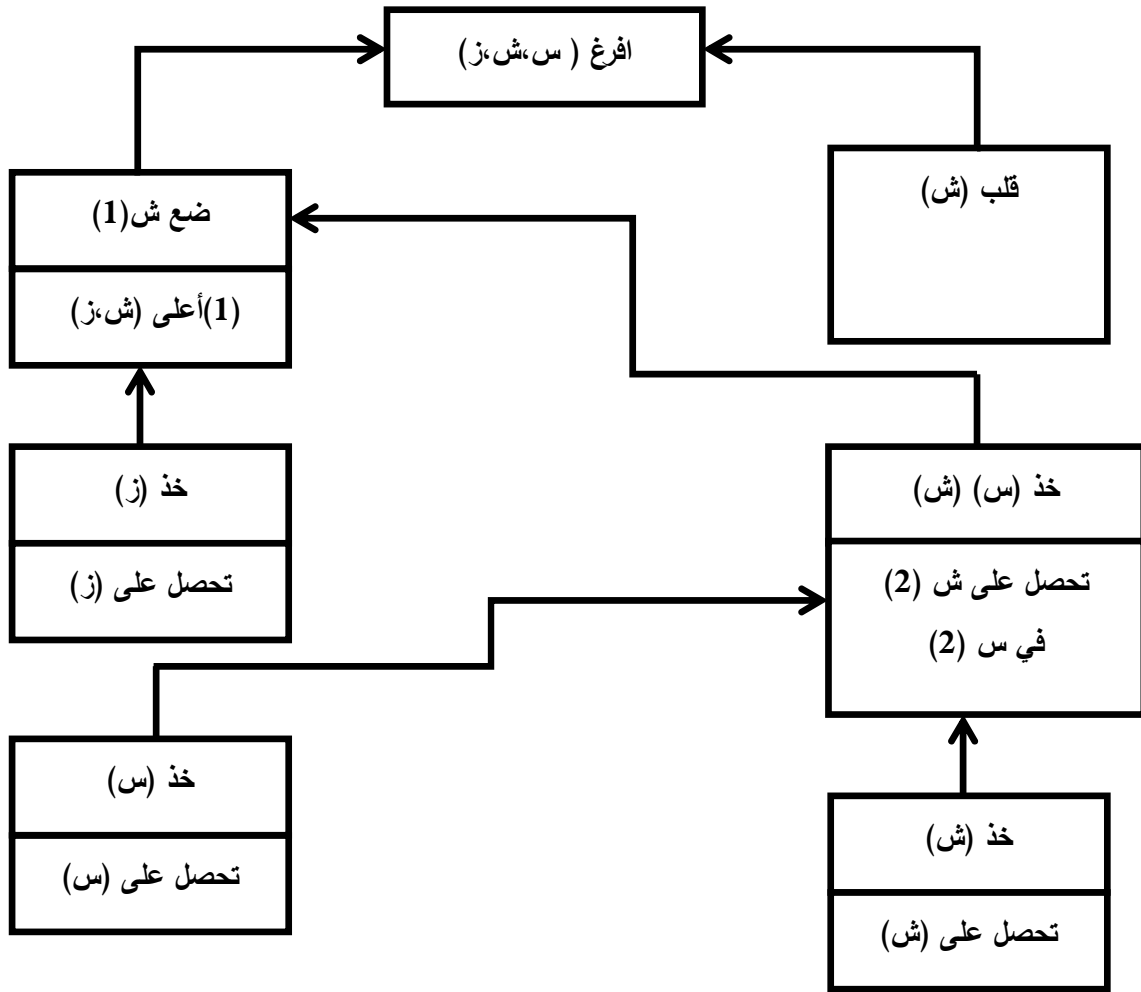 افرغ ( س،ش،ز)
قلب (ش)
ضع ش(1)
(1)أعلى (ش،ز)
خذ (ز)
تحصل على (ز)
خذ (س) (ش)
تحصل على ش (2)
في س (2)
خذ (س)
تحصل على (س)
خذ (ش)
تحصل على (ش)